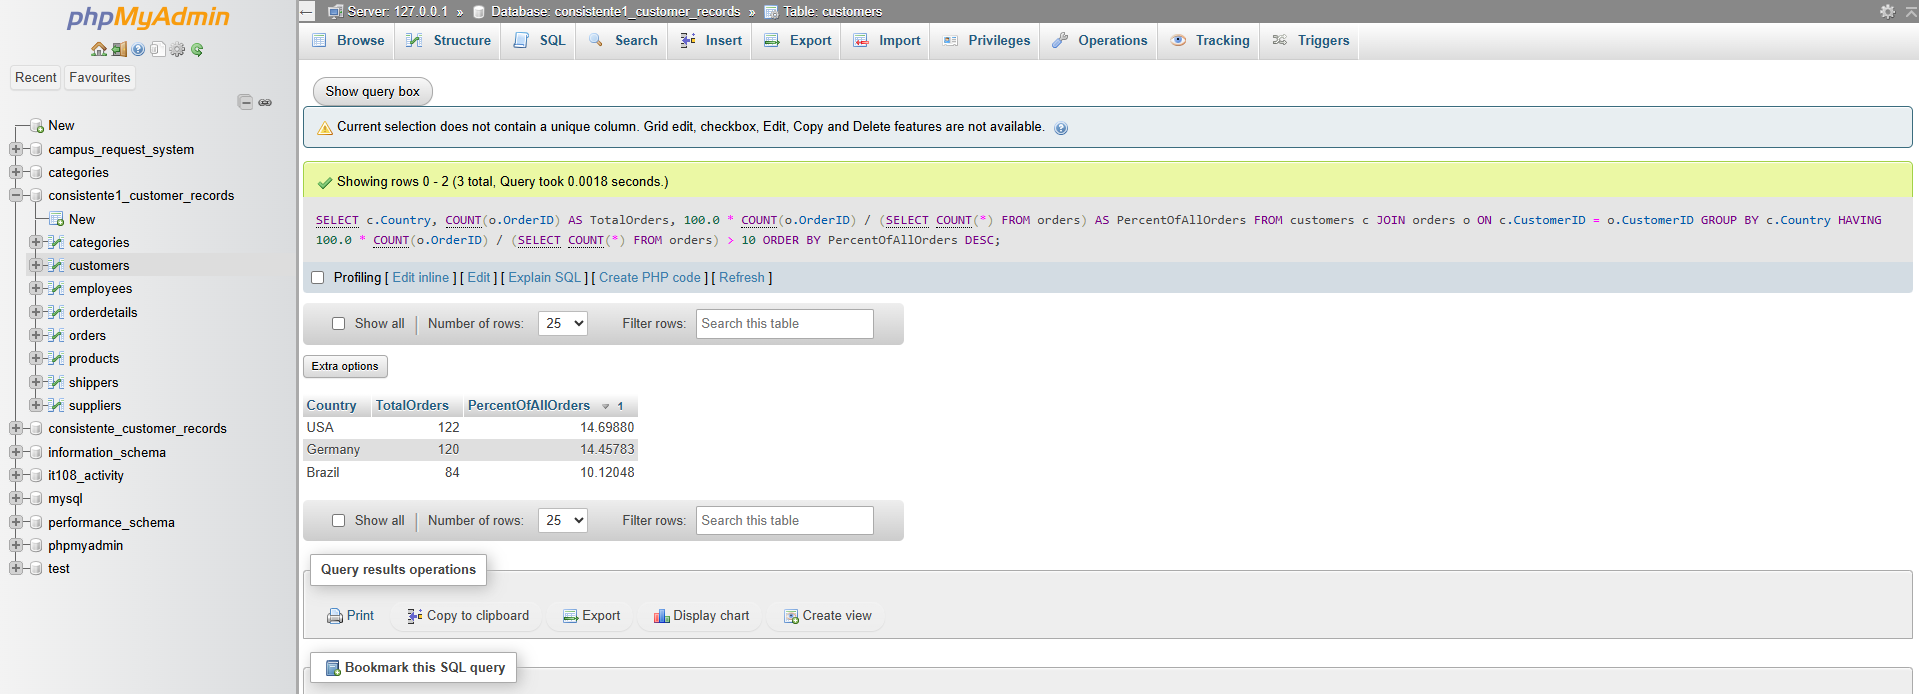 phpMyAdmin
Recent Favourites
New
campus_request_system
categories
consistente1_customer_records
New
categories
customers
employees
orderdetails
orders
products
shippers
suppliers
consistente_customer_records
information_schema
it108_activity
mysql
performance_schema
phpmyadmin
test
Server: 127.0.0.1 » Database: consistente1_customer_records » Table: customers
Browse Structure SQL Search Insert Export Import Privileges Operations Tracking Triggers
Show query box
Current selection does not contain a unique column. Grid edit, checkbox, Edit, Copy and Delete features are not available.
Showing rows 0 - 2 (3 total, Query took 0.0018 seconds.)
SELECT c.Country, COUNT(o.OrderID) AS TotalOrders, 100.0 * COUNT(o.OrderID) / (SELECT COUNT(*) FROM orders) AS PercentOfAllOrders FROM customers c JOIN orders o ON c.CustomerID = o.CustomerID GROUP BY c.Country HAVING
100.0 * COUNT(o.OrderID) / (SELECT COUNT(*) FROM orders) > 10 ORDER BY PercentOfAllOrders DESC;
Profiling [ Edit inline ] [ Edit ] [ Explain SQL ] [ Create PHP code ] [ Refresh ]
Show all Number of rows: 25 Filter rows: Search this table
Extra options
Country TotalOrders PercentOfAllOrders 1
USA 122 14.69880
Germany 120 14.45783
Brazil 84 10.12048
Show all Number of rows: 25 Filter rows: Search this table
Query results operations
Print Copy to clipboard Export Display chart Create view
Bookmark this SQL query